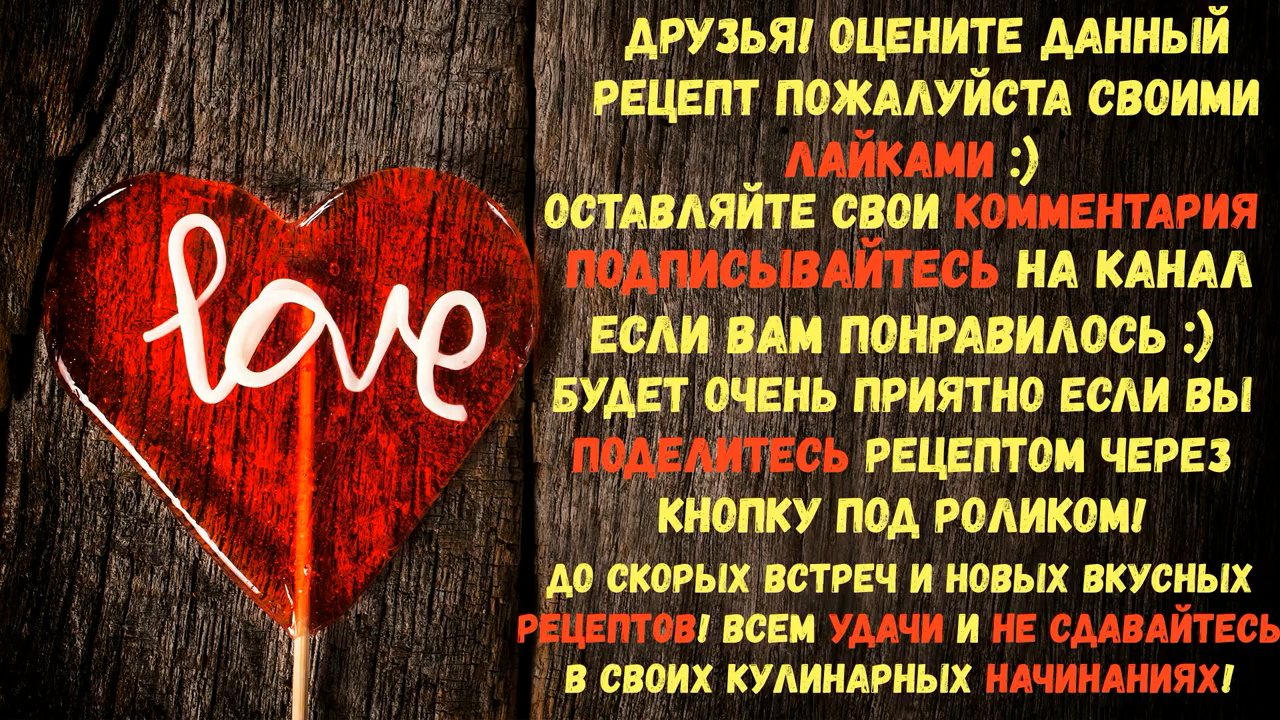 love
ДРУЗЬЯ! ОЦЕНИТЕ ДАННЫЙ
РЕЦЕПТ ПОЖАЛУЙСТА СВОИМИ
ЛАЙКАМИ :)
ОСТАВЛЯЙТЕ СВОИ КОММЕНТАРИЯ
ПОДПИСЫВАЙТЕСЬ НА КАНАЛ
ЕСЛИ ВАМ ПОНРАВИЛОСЬ :)
БУДЕТ ОЧЕНЬ ПРИЯТНО ЕСЛИ ВЫ
ПОДЕЛИТЕСЬ РЕЦЕПТОМ ЧЕРЕЗ
КНОПКУ ПОД РОЛИКОМ!
ДО СКОРЫХ ВСТРЕЧ И НОВЫХ ВКУСНЫХ
РЕЦЕПТОВ! ВСЕМ УДАЧИ И НЕ СДАВАЙТЕСЬ
В СВОИХ КУЛИНАРНЫХ НАЧИНАНИЯХ!